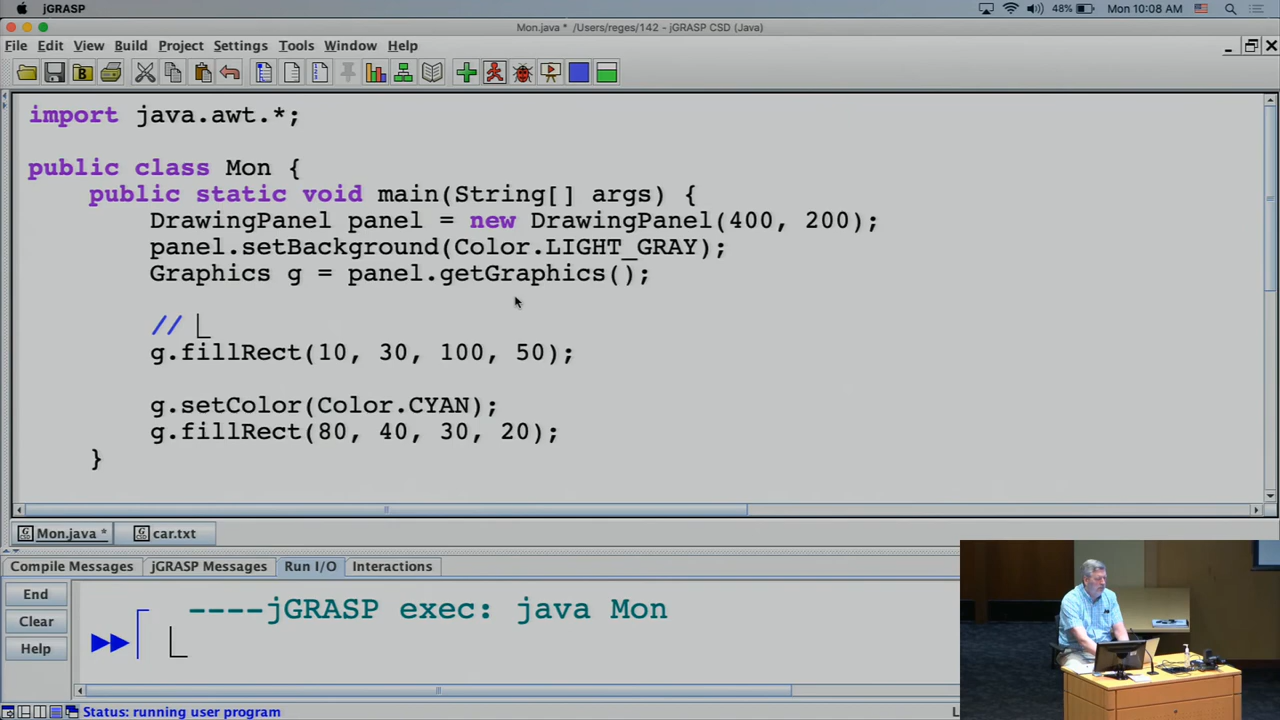 jGRASP
48%
Mon 10:08 AM
Mon.java * /Users/reges/142 - jGRASP CSD (Java)
File Edit View Build Project Settings Tools Window Help
B
import java.awt.*;
public class Mon {
public static void main(String[] args) {
DrawingPanel panel = new DrawingPanel(400, 200);
panel.setBackground(Color.LIGHT_GRAY);
Graphics g = panel.getGraphics();
//
g.fillRect(10, 30, 100, 50);
g.setColor(Color.CYAN);
g.fillRect(80, 40, 30, 20);
}
Mon.java * car.txt
Compile Messages jGRASP Messages Run I/O Interactions
End
Clear
Help
----jGRASP exec: java Mon
Status: running user program